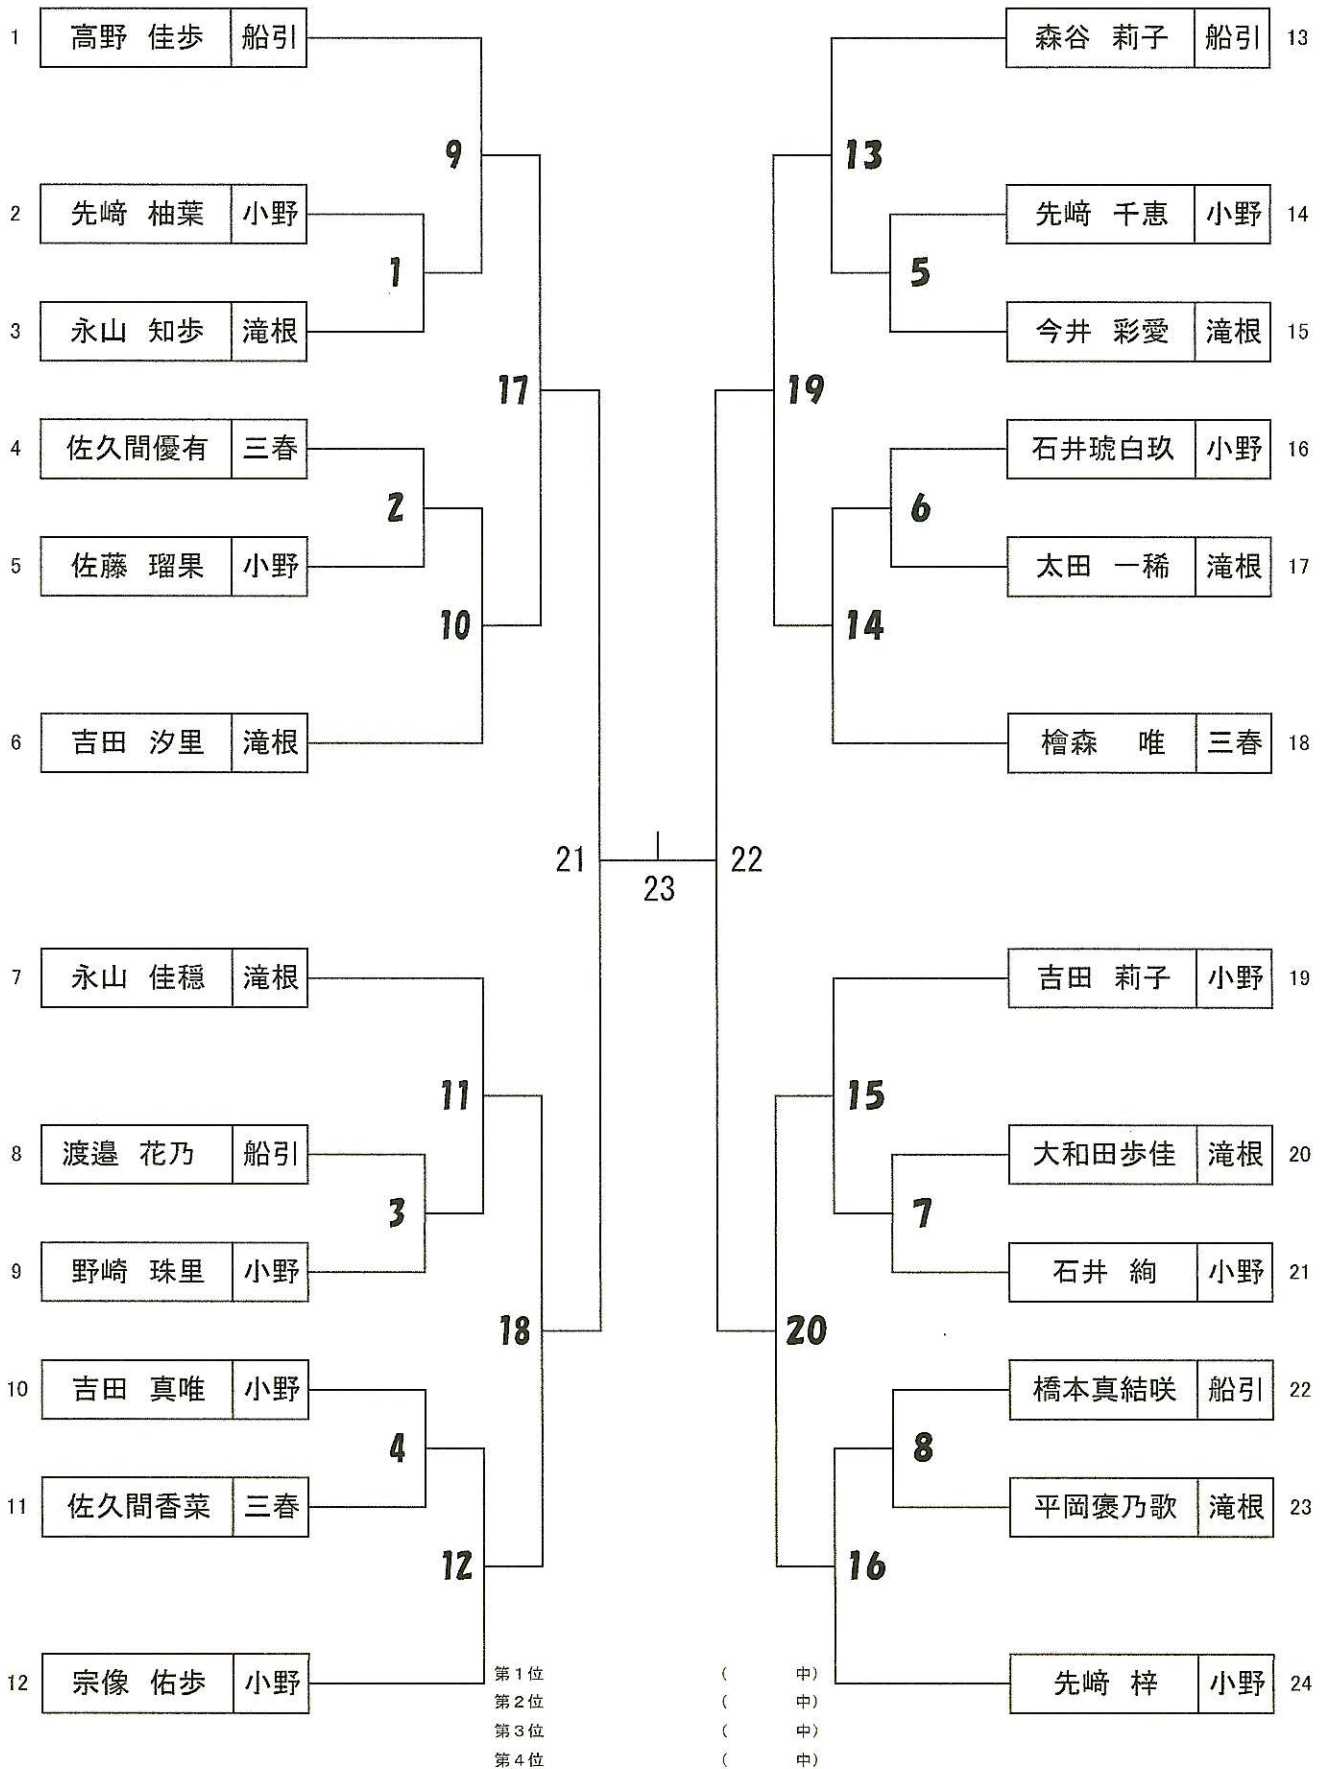 1 高野 佳歩 船引
9
2 先﨑 柚葉 小野
1
3 永山 知歩 滝根
17
4 佐久間優有 三春
2
5 佐藤 瑠果 小野
10
6 吉田 汐里 滝根
21
7 永山 佳穏 滝根
11
8 渡邉 花乃 船引
3
9 野崎 珠里 小野
18
10 吉田 真唯 小野
4
11 佐久間香菜 三春
12
12 宗像 佑歩 小野
23
森谷 莉子 船引 13
13
先﨑 千恵 小野 14
5
今井 彩愛 滝根 15
19
石井琥白玖 小野 16
6
太田 一稀 滝根 17
14
檜森 唯 三春 18
22
吉田 莉子 小野 19
15
大和田歩佳 滝根 20
7
石井 絢 小野 21
20
橋本真結咲 船引 22
8
平岡褒乃歌 滝根 23
16
先﨑 梓 小野 24
第1位 ( 中)
第2位 ( 中)
第3位 ( 中)
第4位 ( 中)